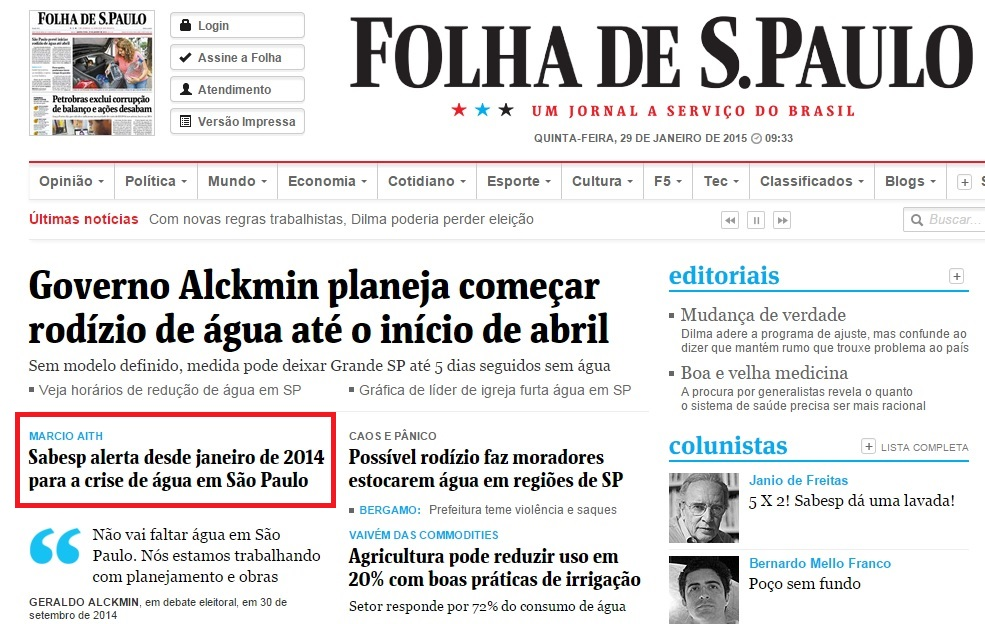 FOLHA DE S.PAULO
Petrobras exclui corrupção
de balanço e ações desabam
Login
Assine a Folha
Atendimento
Versão Impressa
FOLHA DE S.PAULO
★ ★ ★ UM JORNAL A SERVIÇO DO BRASIL
QUINTA-FEIRA, 29 DE JANEIRO DE 2015 09:33
Opinião Política Mundo Economia Cotidiano Esporte Cultura F5 Tec Classificados Blogs + S
Últimas notícias Com novas regras trabalhistas, Dilma poderia perder eleição
Buscar...
Governo Alckmin planeja começar
rodízio de água até o início de abril
Sem modelo definido, medida pode deixar Grande SP até 5 dias seguidos sem água
Veja horários de redução de água em SP
Gráfica de líder de igreja furta água em SP
MARCIO AITH
Sabesp alerta desde janeiro de 2014
para a crise de água em São Paulo
Não vai faltar água em São
Paulo. Nós estamos trabalhando
com planejamento e obras
GERALDO ALCKMIN, em debate eleitoral, em 30 de
setembro de 2014
CAOS E PÂNICO
Possível rodízio faz moradores
estocarem água em regiões de SP
BERGAMO: Prefeitura teme violência e saques
VAIVÉM DAS COMMODITIES
Agricultura pode reduzir uso em
20% com boas práticas de irrigação
Setor responde por 72% do consumo de água
editoriais +
Mudança de verdade
Dilma adere a programa de ajuste, mas confunde ao
dizer que mantém rumo que trouxe problema ao país
Boa e velha medicina
A procura por generalistas revela o quanto
o sistema de saúde precisa ser mais racional
colunistas + LISTA COMPLETA
Janio de Freitas
5 X 2! Sabesp dá uma lavada!
Bernardo Mello Franco
Poço sem fundo